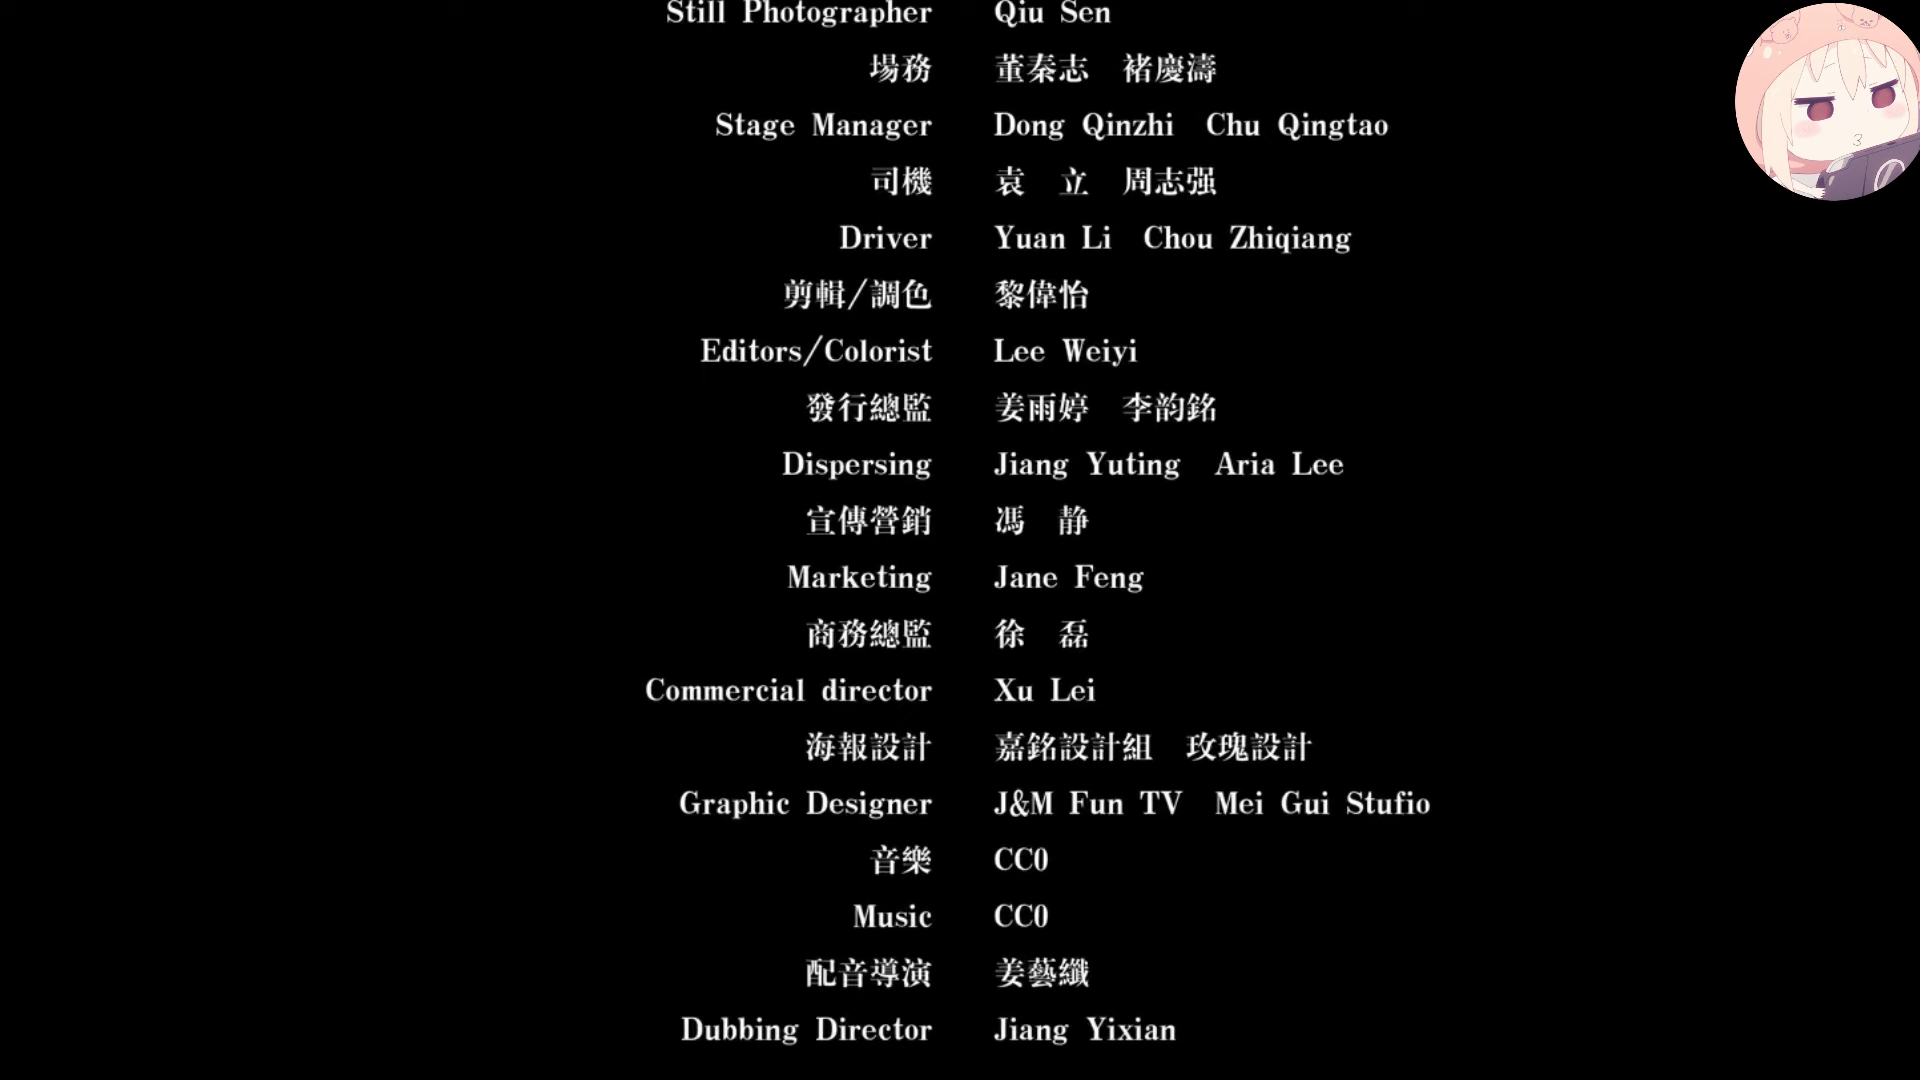 Still Photographer Qiu Sen
場務 董秦志 褚慶濤
Stage Manager Dong Qinzhi Chu Qingtao
司機 袁 立 周志强
Driver Yuan Li Chou Zhiqiang
剪輯/調色 黎偉怡
Editors/Colorist Lee Weiyi
發行總監 姜雨婷 李韵銘
Dispersing Jiang Yuting Aria Lee
宣傳營銷 馮 静
Marketing Jane Feng
商務總監 徐 磊
Commercial director Xu Lei
海報設計 嘉銘設計組 玫瑰設計
Graphic Designer J&M Fun TV Mei Gui Stufio
音樂 CC0
Music CC0
配音導演 姜藝纖
Dubbing Director Jiang Yixian